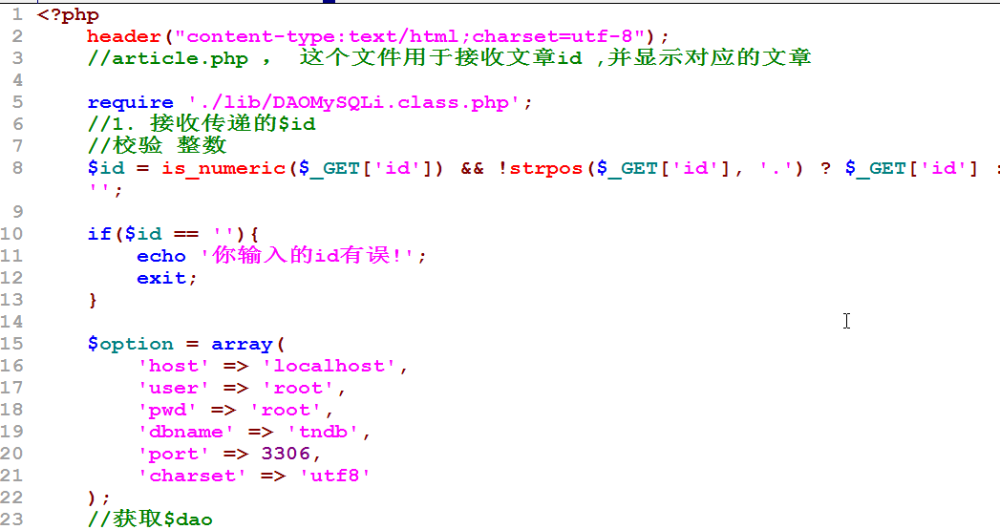 1 <?php
2 header("content-type:text/html;charset=utf-8");
3 //article.php ， 这个文件用于接收文章id ,并显示对应的文章
4
5 require './lib/DAOMySQLi.class.php';
6 //1. 接收传递的$id
7 //校验 整数
8 $id = is_numeric($_GET['id']) && !strpos($_GET['id'], '.') ? $_GET['id'] :
'';
9
10 if($id == ''){
11 echo '你输入的id有误!';
12 exit;
13 }
14
15 $option = array(
16 'host' => 'localhost',
17 'user' => 'root',
18 'pwd' => 'root',
19 'dbname' => 'tndb',
20 'port' => 3306,
21 'charset' => 'utf8'
22 );
23 //获取$dao